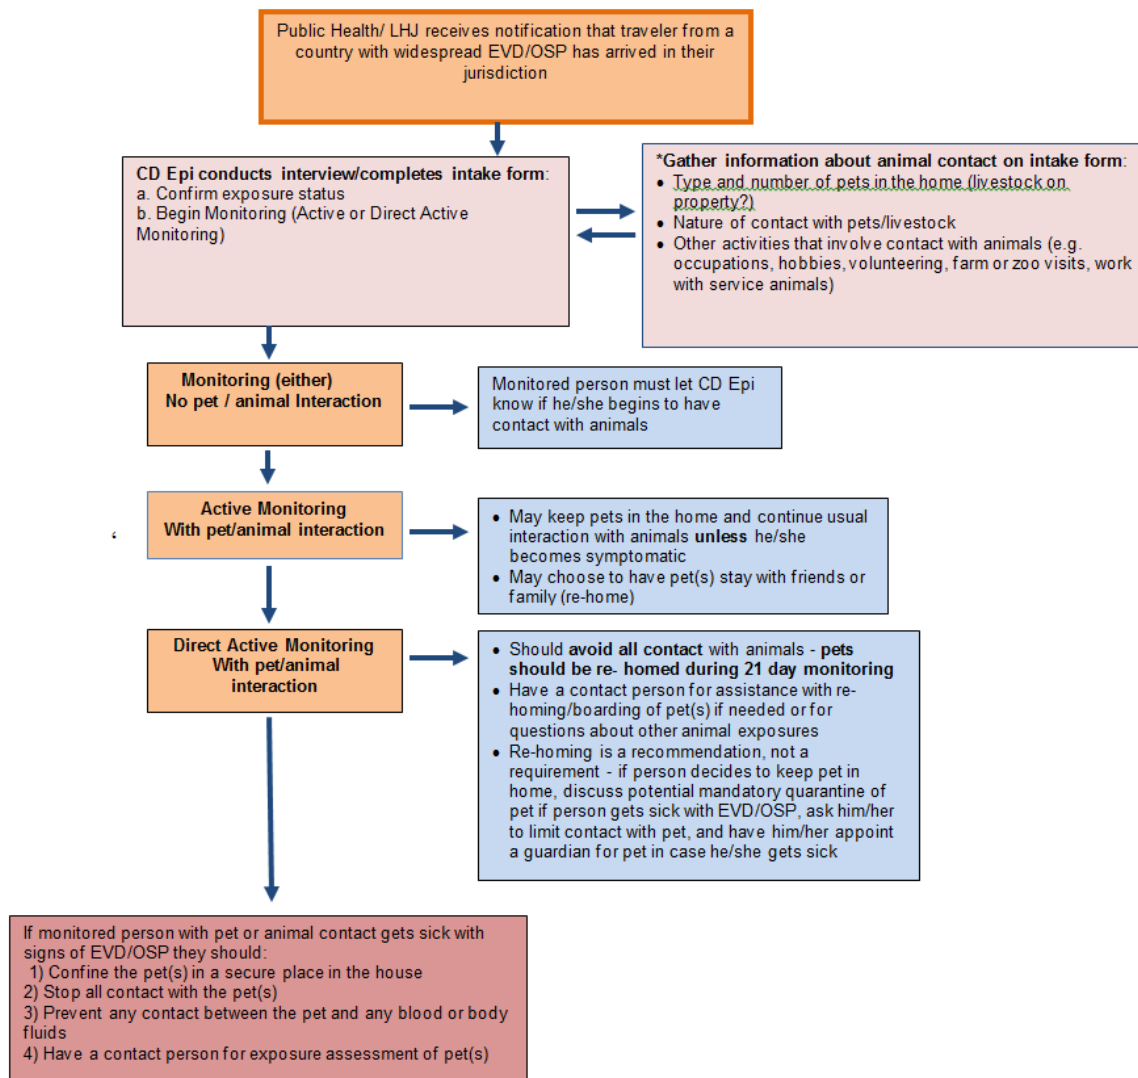 Public Health/ LHJ receives notification that traveler from a
country with widespread EVD/OSP has arrived in their
jurisdiction
CD Epi conducts interview/completes intake form:
a. Confirm exposure status
b. Begin Monitoring (Active or Direct Active
Monitoring)
*Gather information about animal contact on intake form:
• Type and number of pets in the home (livestock on
property?)
• Nature of contact with pets/livestock
• Other activities that involve contact with animals (e.g.
occupations, hobbies, volunteering, farm or zoo visits, work
with service animals)
Monitoring (either)
No pet / animal Interaction
Monitored person must let CD Epi
know if he/she begins to have
contact with animals
Active Monitoring
With pet/animal interaction
• May keep pets in the home and continue usual
interaction with animals unless he/she
becomes symptomatic
• May choose to have pet(s) stay with friends or
family (re-home)
Direct Active Monitoring
With pet/animal
interaction
• Should avoid all contact with animals - pets
should be re- homed during 21 day monitoring
• Have a contact person for assistance with re-
homing/boarding of pet(s) if needed or for
questions about other animal exposures
• Re-homing is a recommendation, not a
requirement - if person decides to keep pet in
home, discuss potential mandatory quarantine of
pet if person gets sick with EVD/OSP, ask him/her
to limit contact with pet, and have him/her appoint
a guardian for pet in case he/she gets sick
If monitored person with pet or animal contact gets sick with
signs of EVD/OSP they should:
1) Confine the pet(s) in a secure place in the house
2) Stop all contact with the pet(s)
3) Prevent any contact between the pet and any blood or body
fluids
4) Have a contact person for exposure assessment of pet(s)